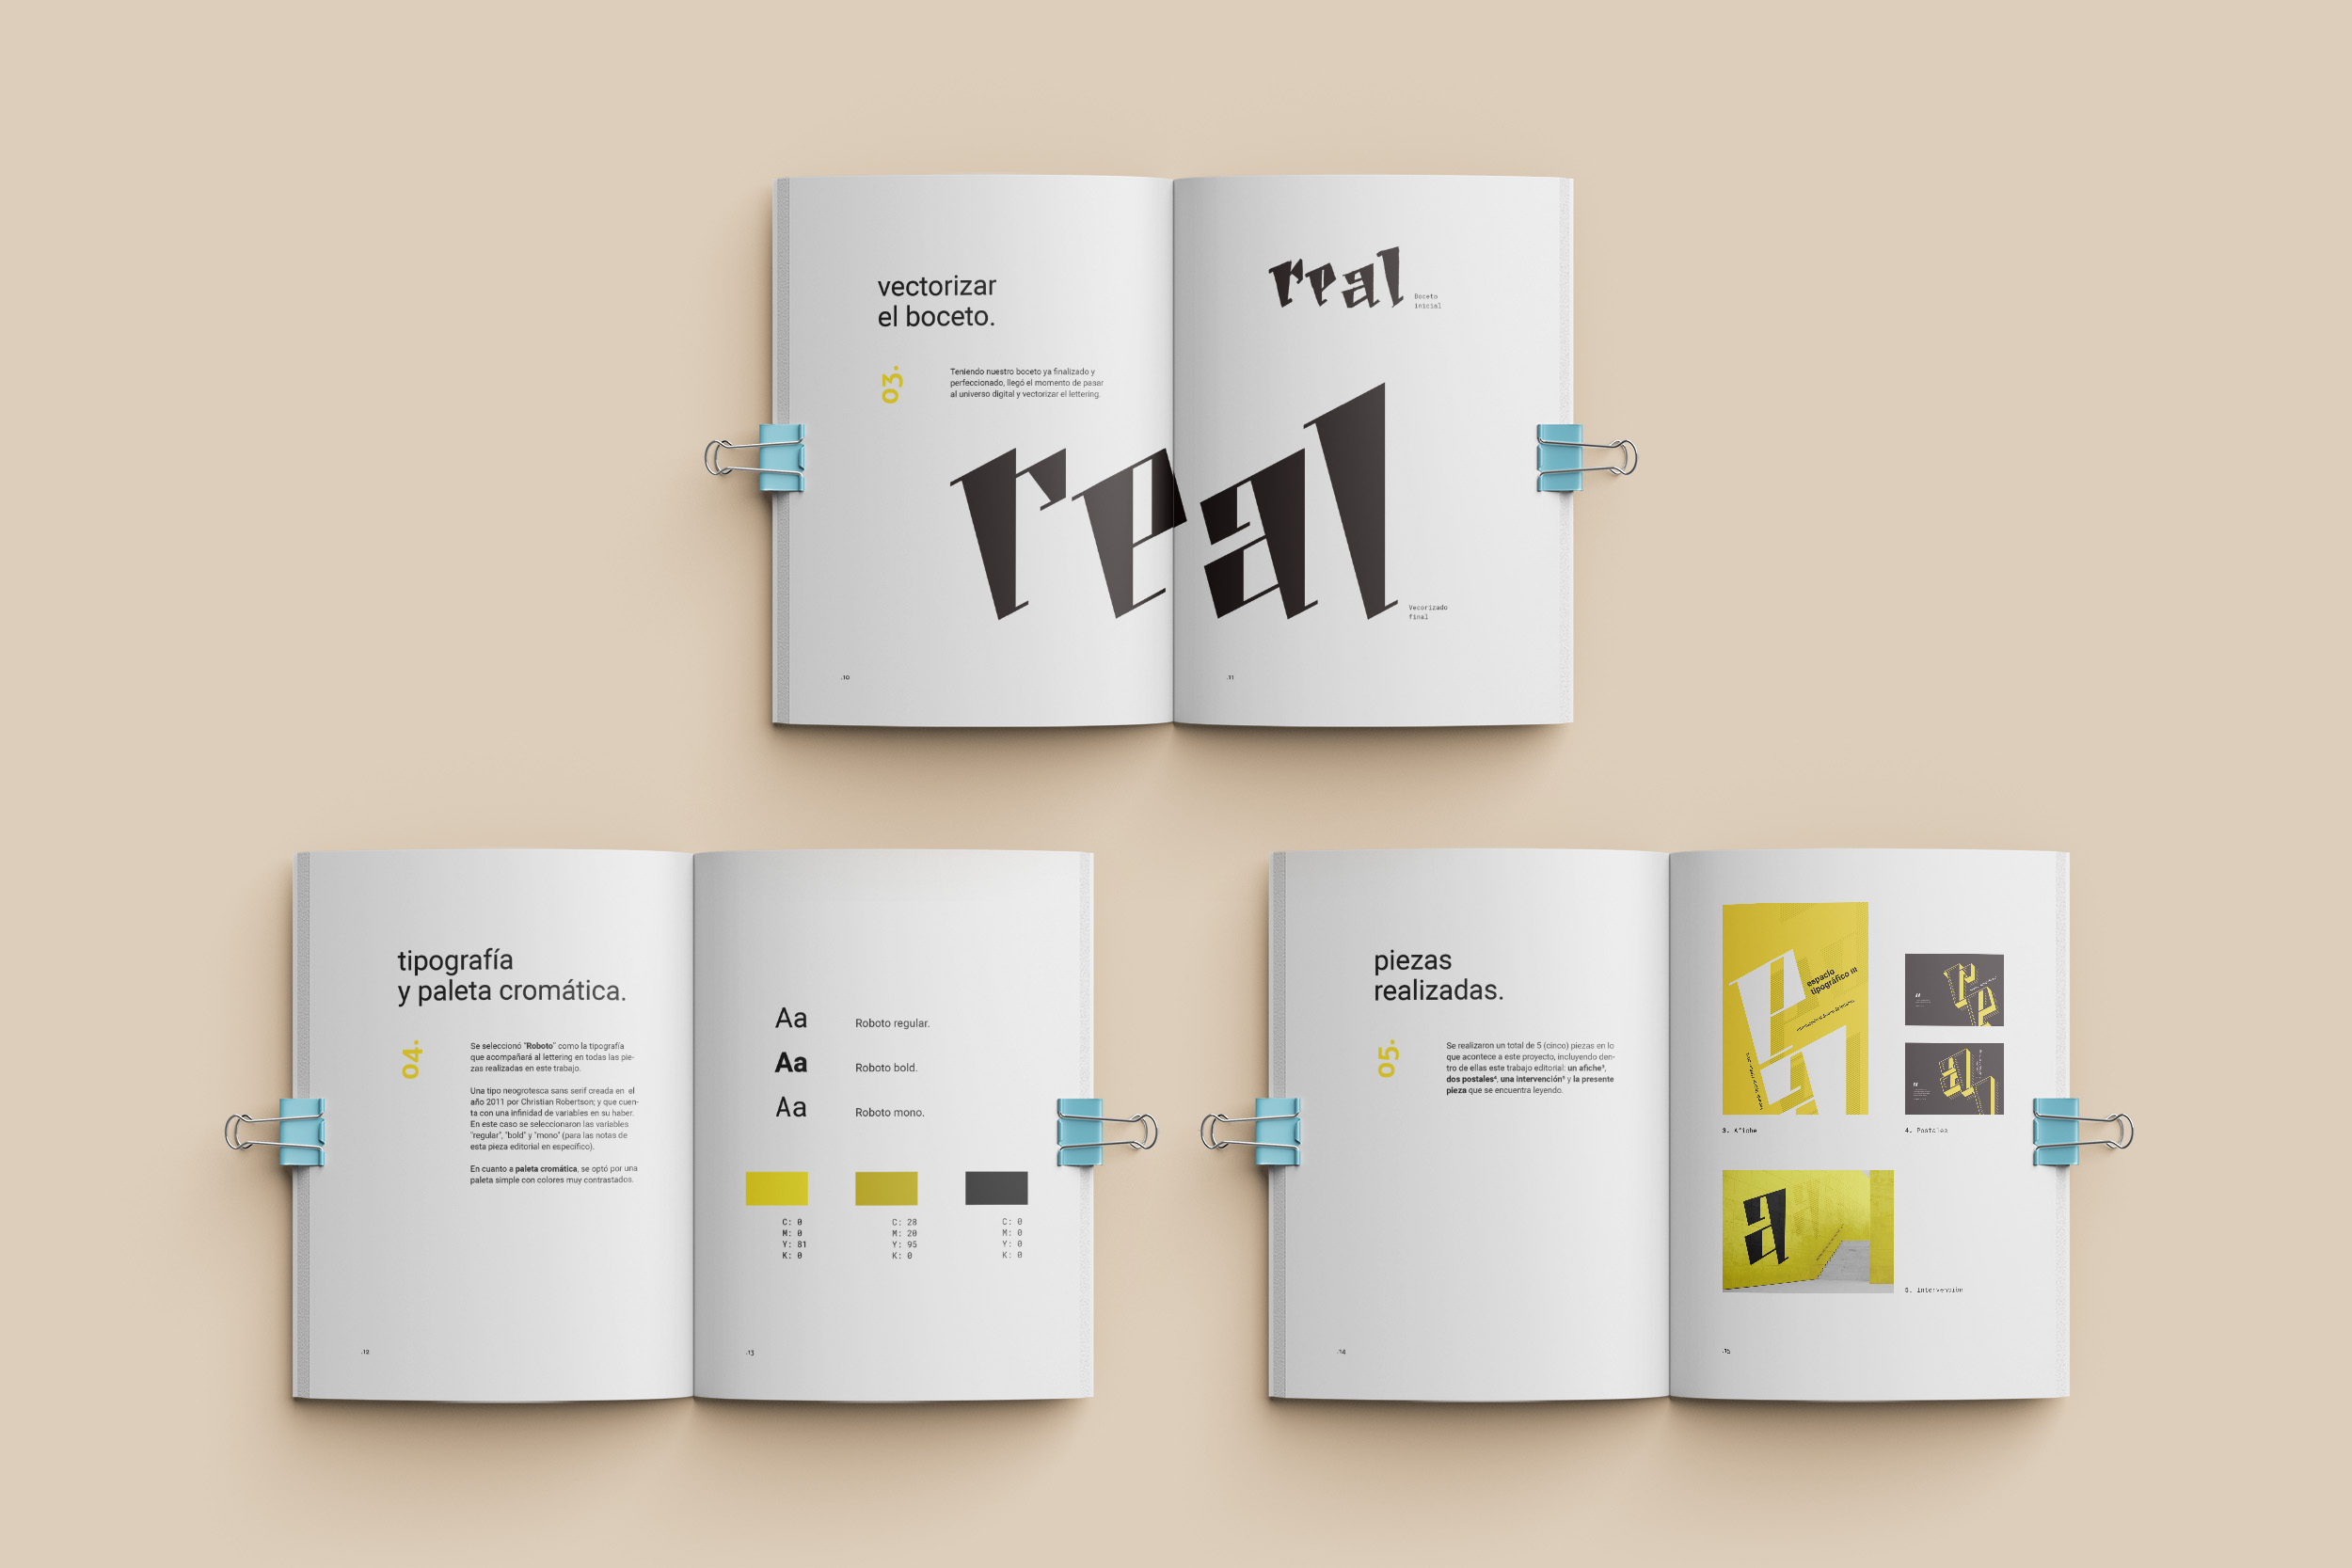 vectorizar
el boceto.
03.
Teniendo nuestro boceto ya finalizado y
perfeccionado, llegó el momento de pasar
al universo digital y vectorizar el lettering.
real
Boceto
inicial
real
Vecorizado
final
.10
.11
tipografía
y paleta cromática.
04.
Se seleccionó "Roboto" como la tipografía
que acompañará al lettering en todas las pie-
zas realizadas en este trabajo.
Una tipo neogrotesca sans serif creada en el
año 2011 por Christian Robertson; y que cuen-
ta con una infinidad de variables en su haber.
En este caso se seleccionaron las variables
"regular", "bold" y "mono" (para las notas de
esta pieza editorial en específico).
En cuanto a paleta cromática, se optó por una
paleta simple con colores muy contrastados.
Aa Roboto regular.
Aa Roboto bold.
Aa Roboto mono.
C: 0
M: 0
Y: 81
K: 0
C: 28
M: 20
Y: 95
K: 0
C: 0
M: 0
Y: 0
K: 0
.12
.13
piezas
realizadas.
05.
Se realizaron un total de 5 (cinco) piezas en lo
que acontece a este proyecto, incluyendo den-
tro de ellas este trabajo editorial: un afiche³,
dos postales⁴, una intervención⁵ y la presente
pieza que se encuentra leyendo.
espacio
tipográfico III
3. Afiche
4. Postales
a
5. Intervención
.14
.15